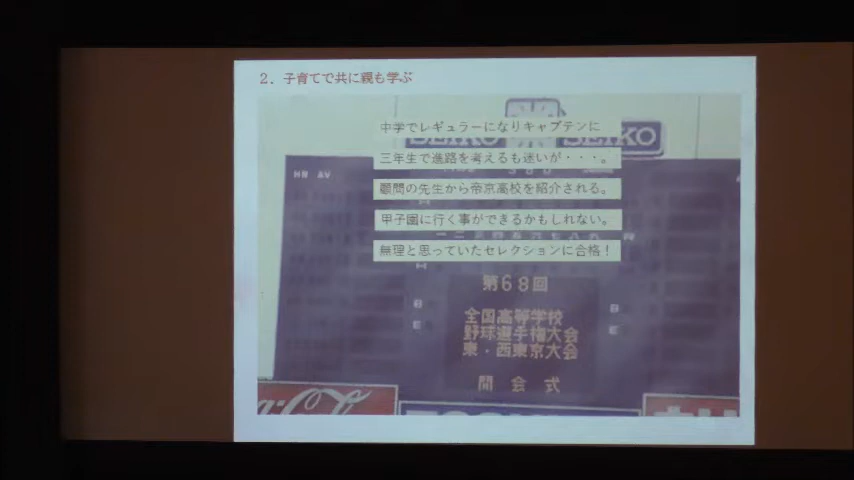 2．子育てで共に親も学ぶ
中学でレギュラーになりキャプテンに
SEIKO
SEIKO
三年生で進路を考えるも迷いが・・・。
HR AV
顧問の先生から帝京高校を紹介される。
甲子園に行く事ができるかもしれない。
無理と思っていたセレクションに合格！
H
B
E
B
E
第68回
全国高等学校
野球選手権大会
東・西東京大会
開会式
Coca-Cola